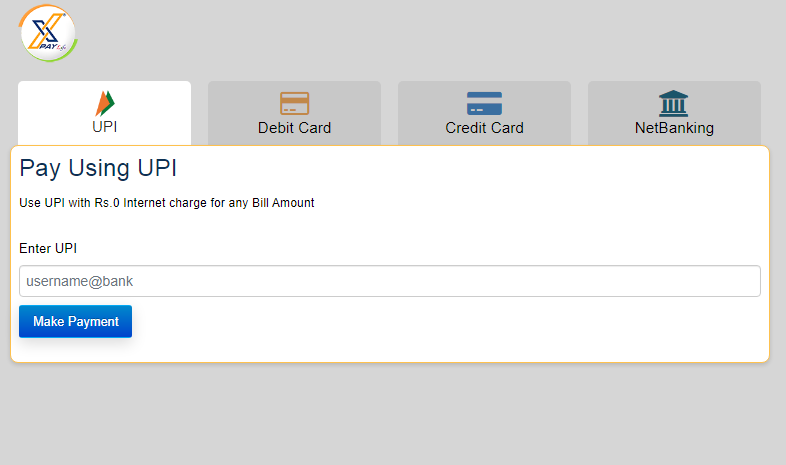 X
PAY Life
UPI
Debit Card
Credit Card
NetBanking
Pay Using UPI
Use UPI with Rs.0 Internet charge for any Bill Amount
Enter UPI
username@bank
Make Payment